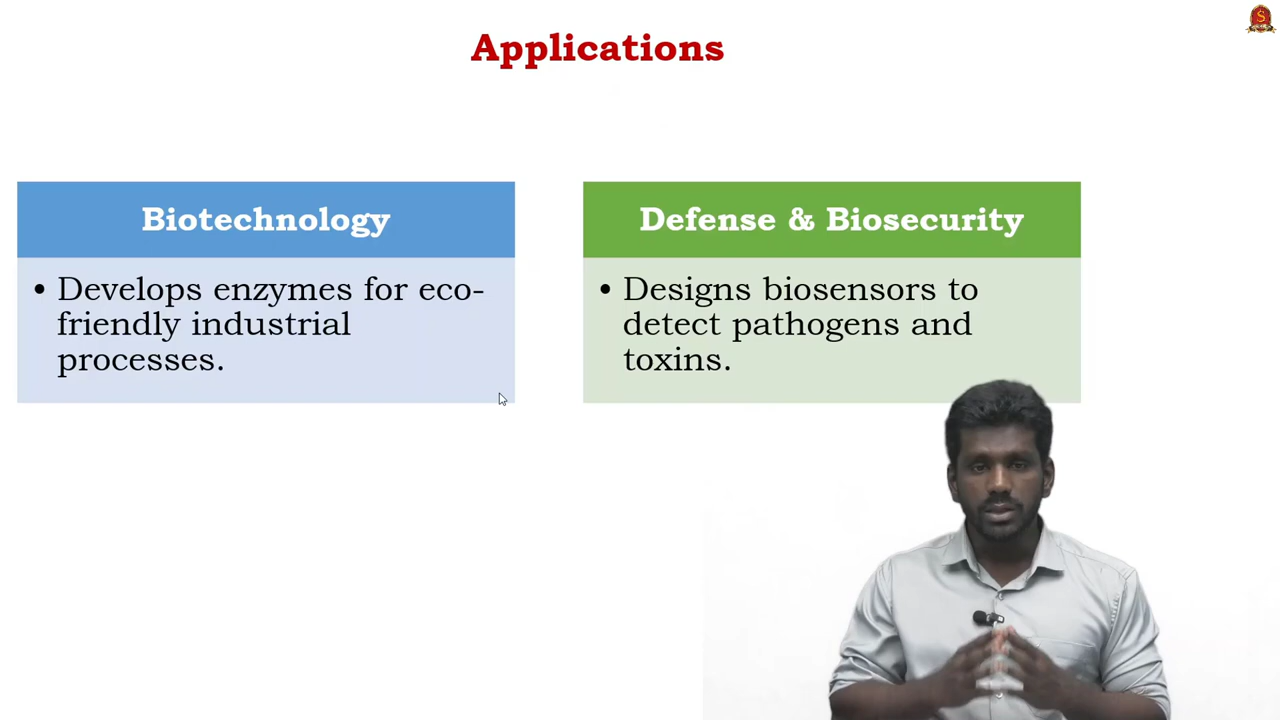 Applications
Biotechnology
• Develops enzymes for eco-
friendly industrial
processes.
Defense & Biosecurity
• Designs biosensors to
detect pathogens and
toxins.